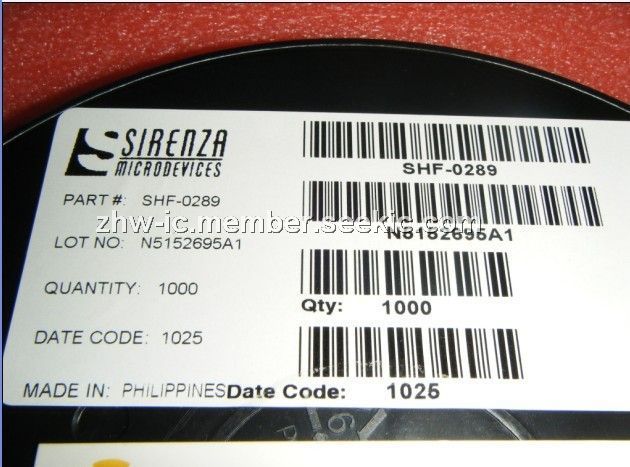 SIRENZA
MICRODEVICES
SHF-0289
PART #: SHF-0289
zhw-ic.member.seekic.com
N5152695A1
LOT NO: N5152695A1
QUANTITY: 1000
Qty: 1000
DATE CODE: 1025
MADE IN: PHILIPPINES
Date Code: 1025